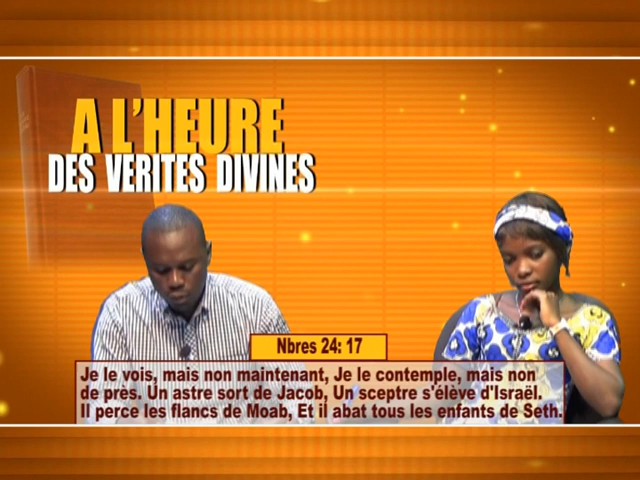 A L'HEURE
DES VERITES DIVINES
Nbres 24: 17
Je le vois, mais non maintenant, Je le contemple, mais non
de près. Un astre sort de Jacob, Un sceptre s'élève d'Israël.
Il perce les flancs de Moab, Et il abat tous les enfants de Seth.